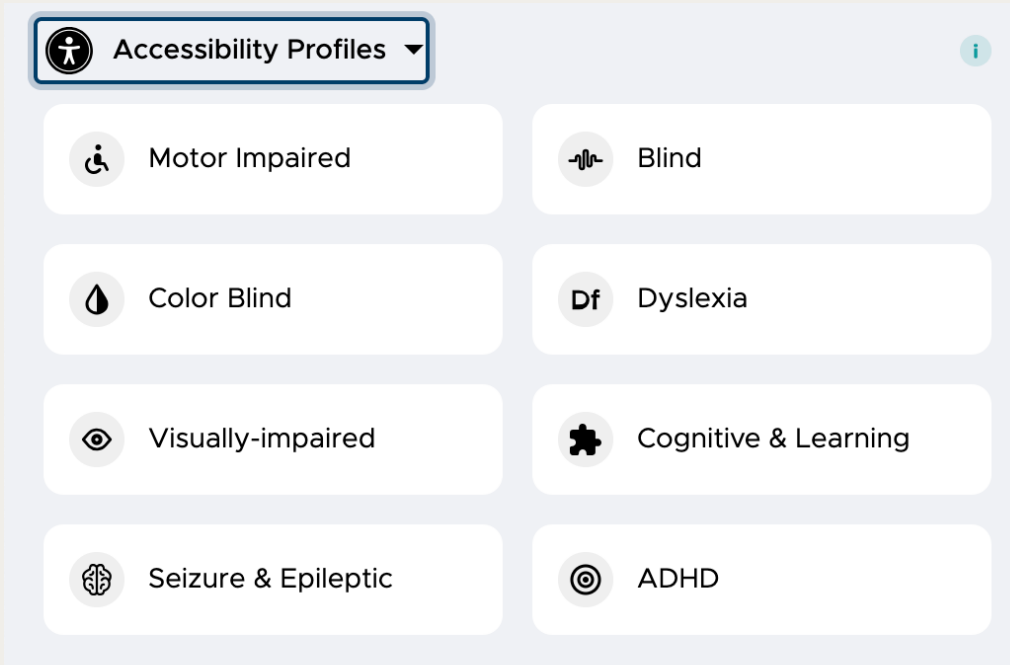 Accessibility Profiles
i
Motor Impaired
Blind
Color Blind
Df
Dyslexia
Visually-impaired
Cognitive & Learning
Seizure & Epileptic
ADHD